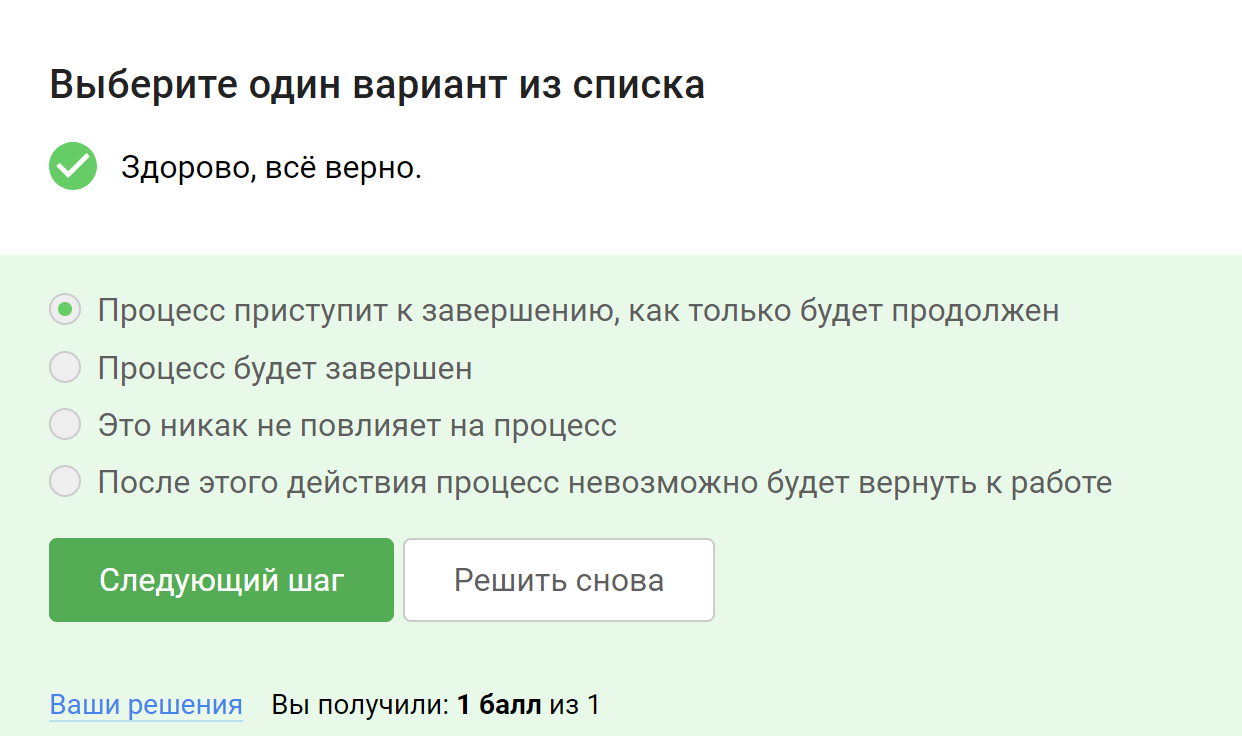 Выберите один вариант из списка
Здорово, всё верно.
Процесс приступит к завершению, как только будет продолжен
Процесс будет завершен
Это никак не повлияет на процесс
После этого действия процесс невозможно будет вернуть к работе
Следующий шаг
Решить снова
Ваши решения Вы получили: 1 балл из 1